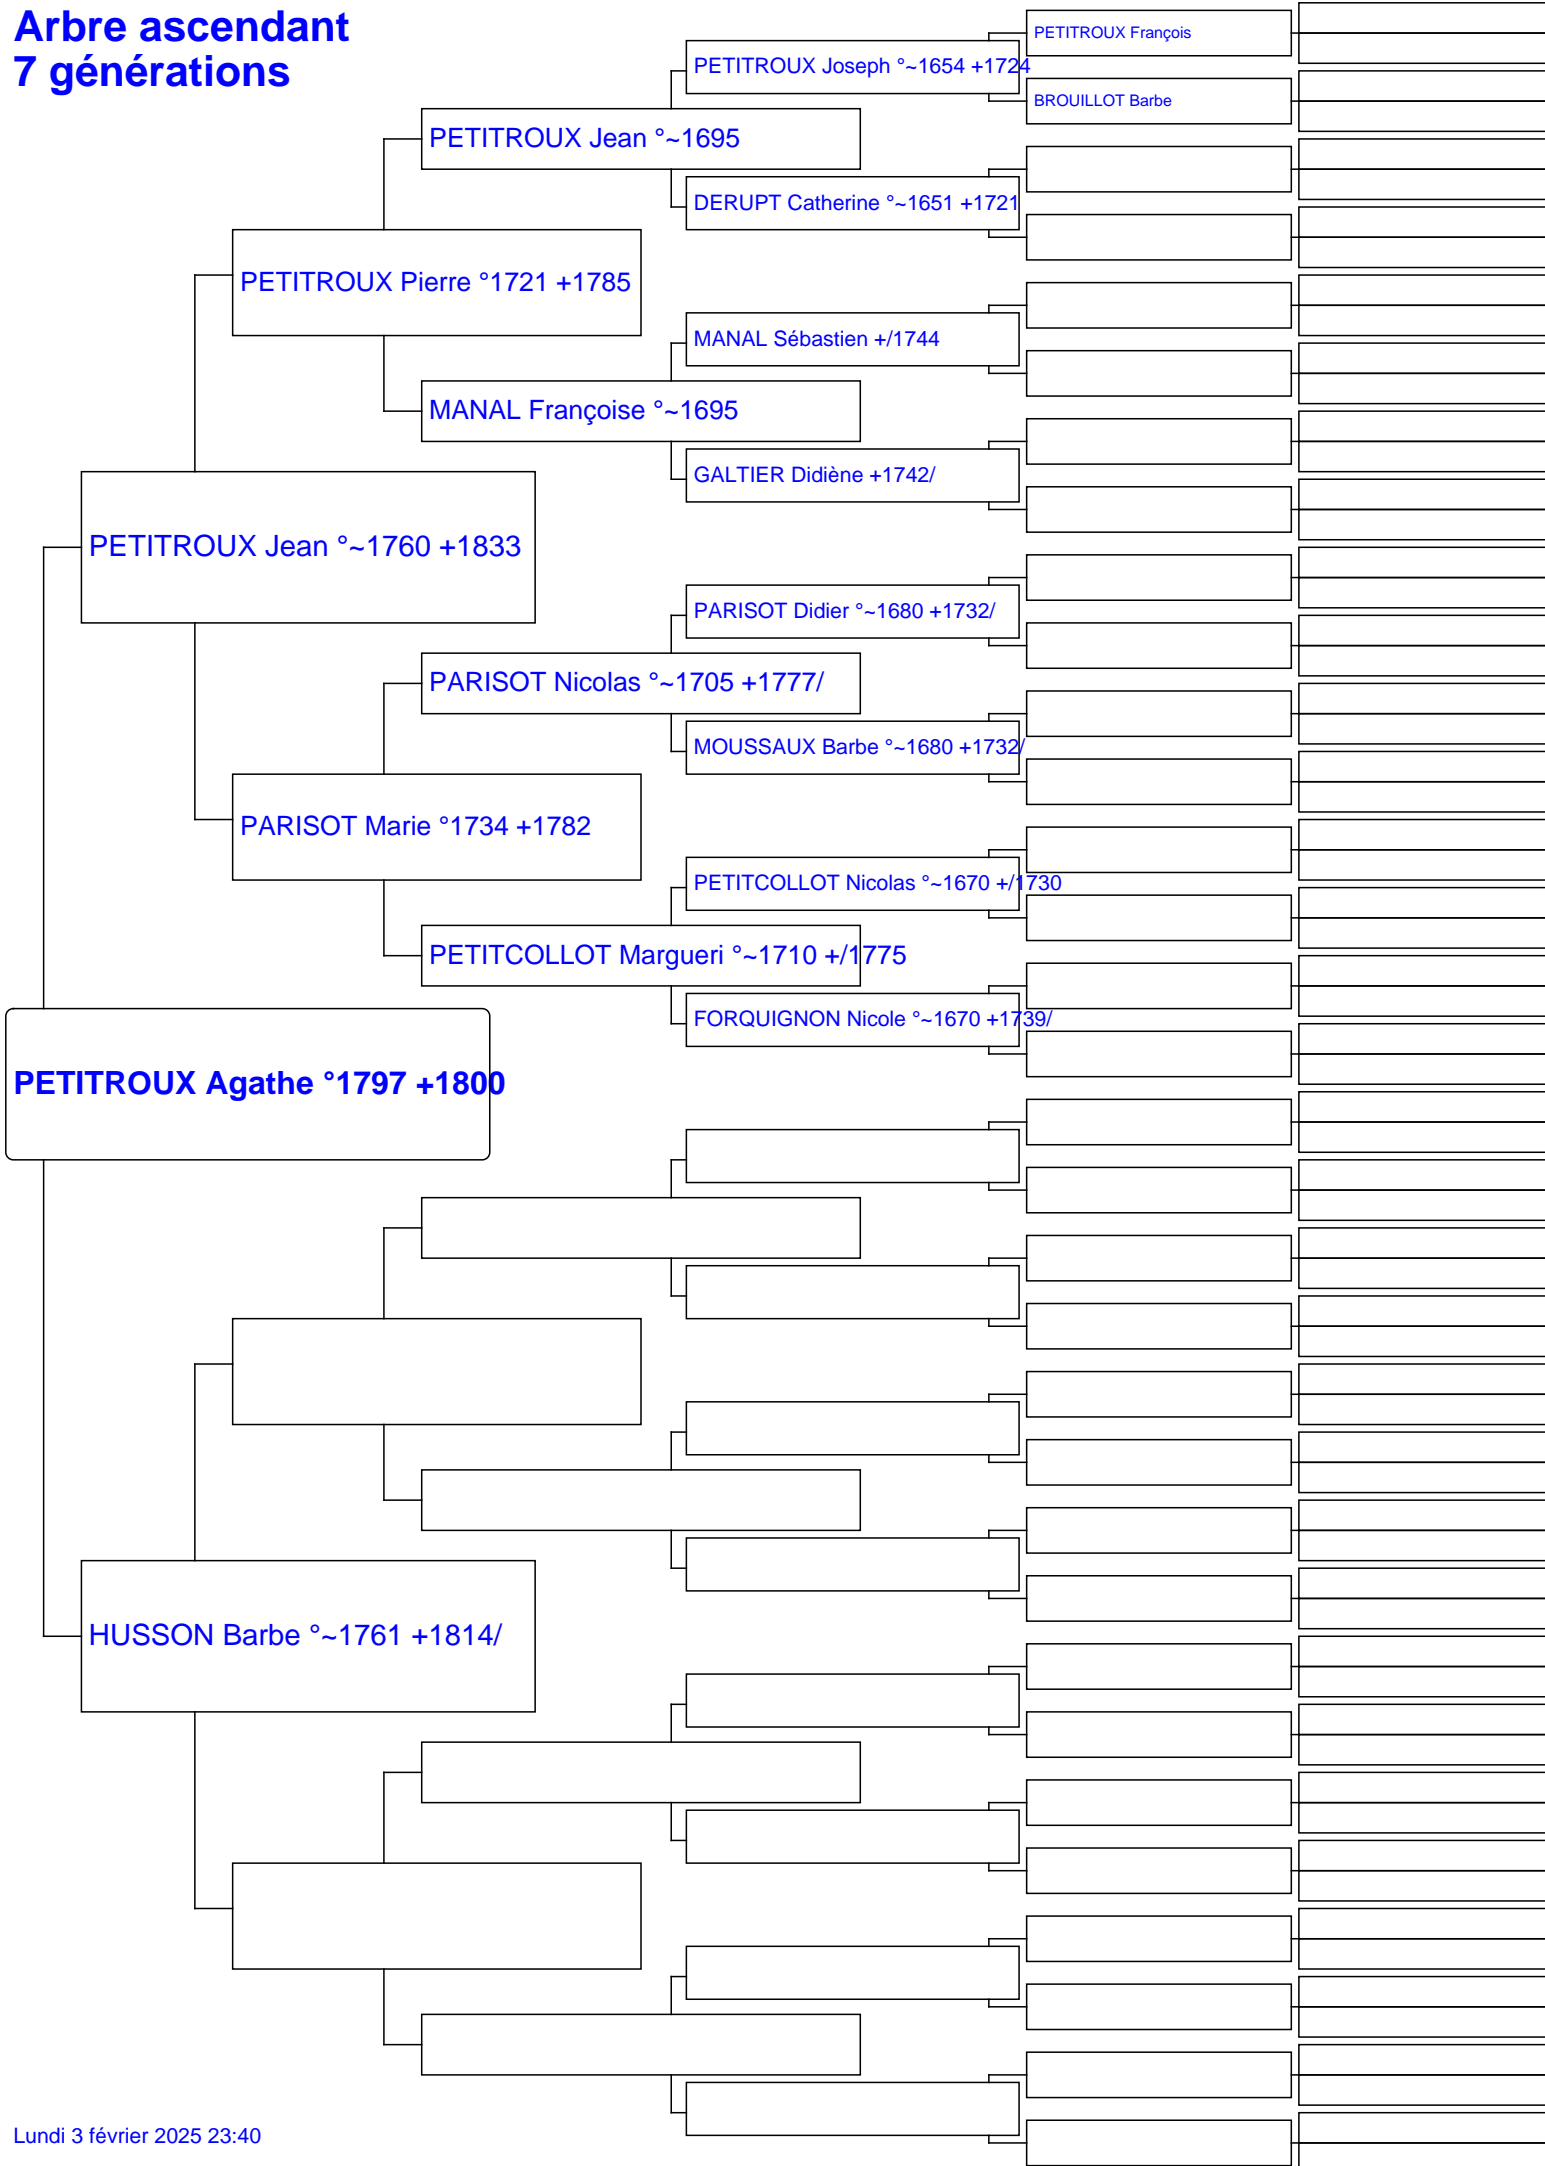 Arbre ascendant
7 générations
PETITROUX François
PETITROUX Joseph °~1654 +1724
BROUILLOT Barbe
PETITROUX Jean °~1695
DERUPT Catherine °~1651 +1721
PETITROUX Pierre °1721 +1785
MANAL Sébastien +/1744
MANAL Françoise °~1695
GALTIER Didiène +1742/
PETITROUX Jean °~1760 +1833
PARISOT Didier °~1680 +1732/
PARISOT Nicolas °~1705 +1777/
MOUSSAUX Barbe °~1680 +1732/
PARISOT Marie °1734 +1782
PETITCOLLOT Nicolas °~1670 +/1730
PETITCOLLOT Margueri °~1710 +/1775
FORQUIGNON Nicole °~1670 +1739/
PETITROUX Agathe °1797 +1800
HUSSON Barbe °~1761 +1814/
Lundi 3 février 2025 23:40